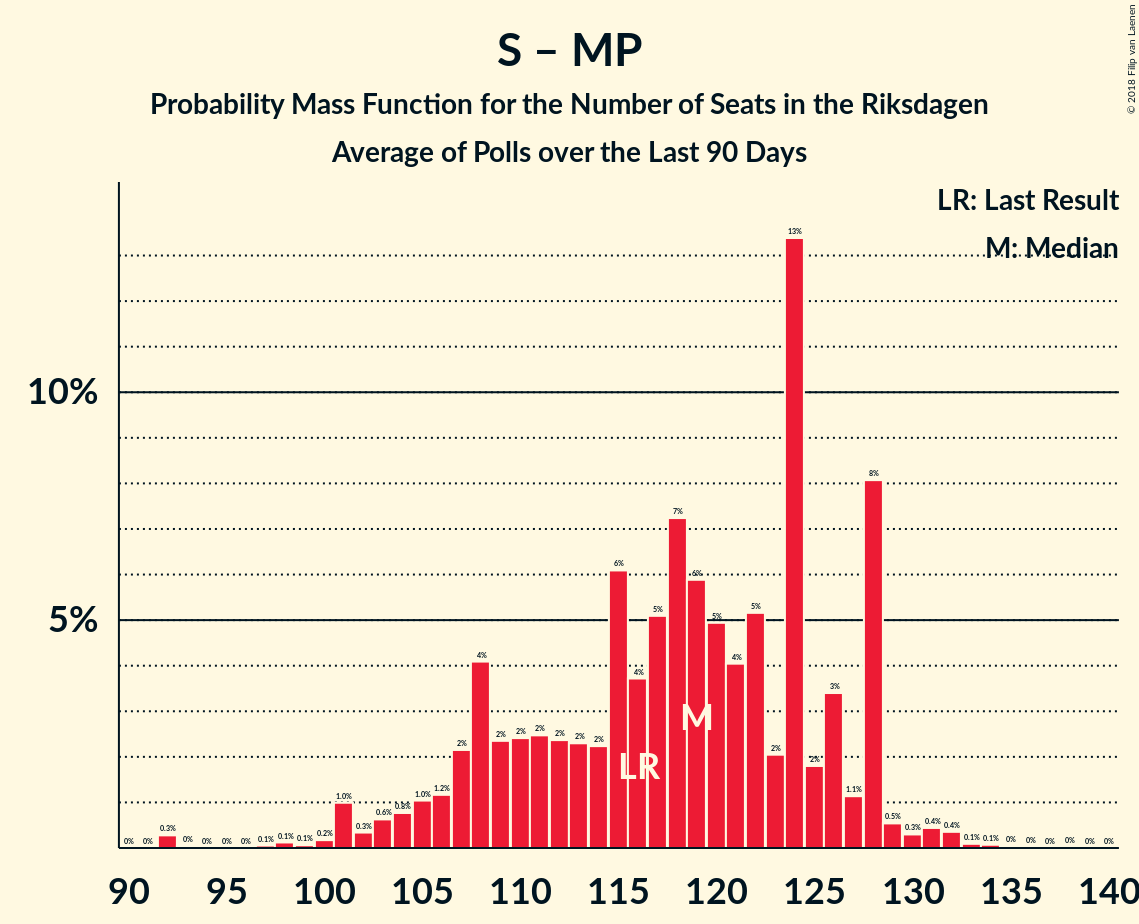 S – MP
Probability Mass Function for the Number of Seats in the Riksdagen
Average of Polls over the Last 90 Days
© 2018 Filip van Laenen
LR: Last Result
M: Median
10%
5%
0% 0% 0.3% 0% 0% 0% 0% 0.1% 0.1% 0.1% 0.2% 1.0% 0.3% 0.6% 0.8% 1.0% 1.2% 2% 4% 2% 2% 2% 2% 2% 2% 6% 4% 5% 7% 6% 5% 4% 5% 2% 13% 2% 3% 1.1% 8% 0.5% 0.3% 0.4% 0.4% 0.1% 0.1% 0% 0% 0% 0% 0% 0%
M
LR
90 95 100 105 110 115 120 125 130 135 140